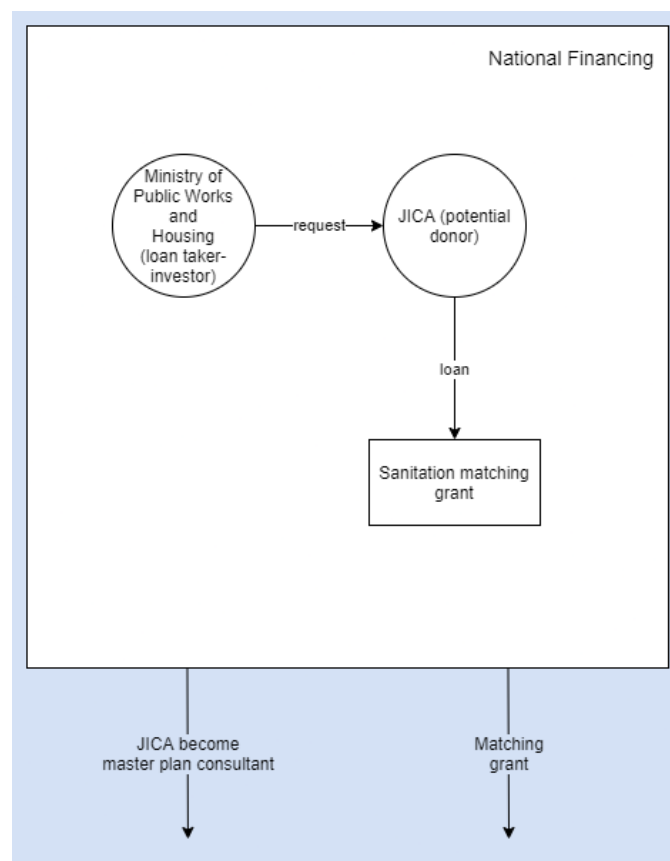 National Financing
Ministry of
Public Works
and
Housing
(loan taker-
investor)
request
JICA (potential
donor)
loan
Sanitation matching
grant
JICA become
master plan consultant
Matching
grant